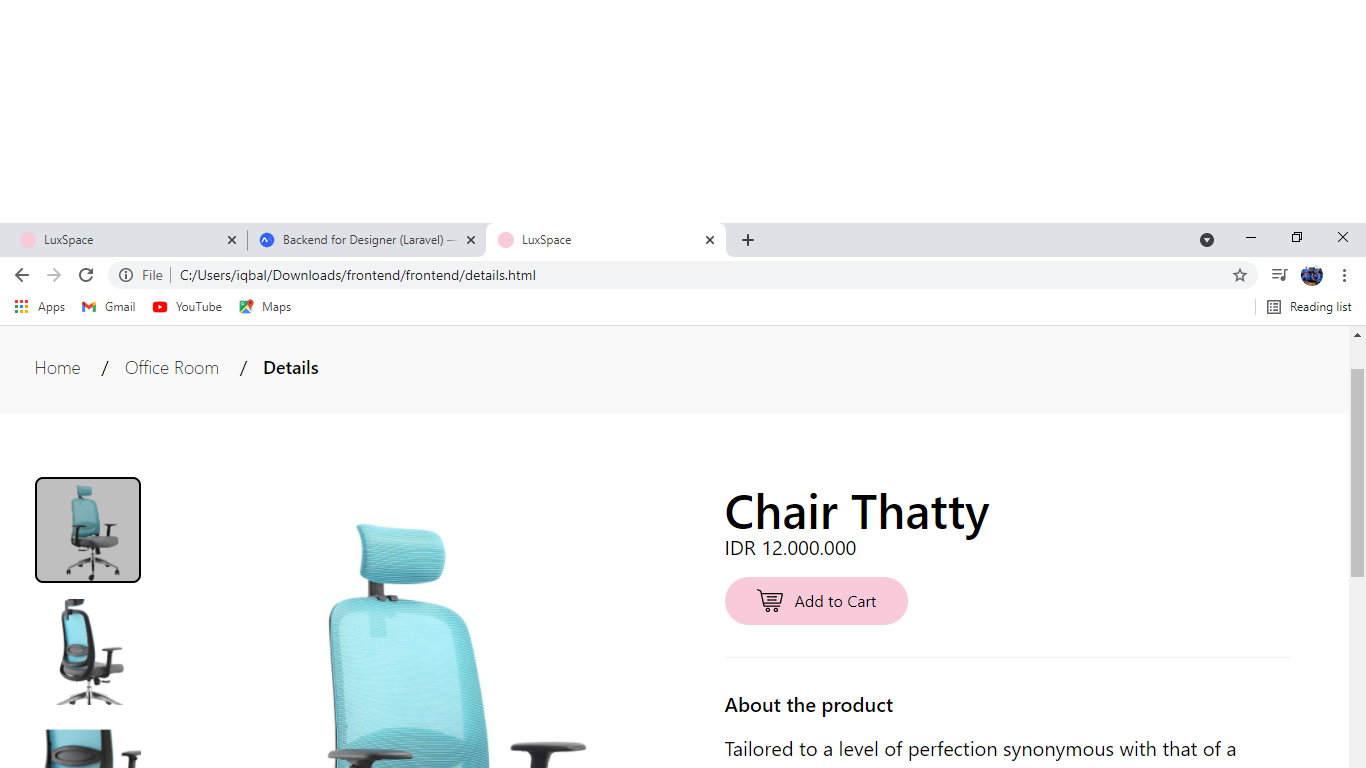 LuxSpace
Backend for Designer (Laravel) –
LuxSpace
File
C:/Users/iqbal/Downloads/frontend/frontend/details.html
Apps
Gmail
YouTube
Maps
Reading list
Home / Office Room / Details
Chair Thatty
IDR 12.000.000
Add to Cart
About the product
Tailored to a level of perfection synonymous with that of a